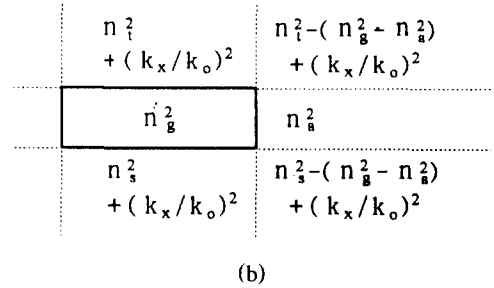 n_t^2 + (k_x/k_o)^2
n_t^2-( n_g^2 - n_a^2) + (k_x/k_o)^2
n_g^2
n_a^2
n_s^2 + (k_x/k_o)^2
n_s^2-( n_g^2 - n_a^2) + (k_x/k_o)^2
(b)